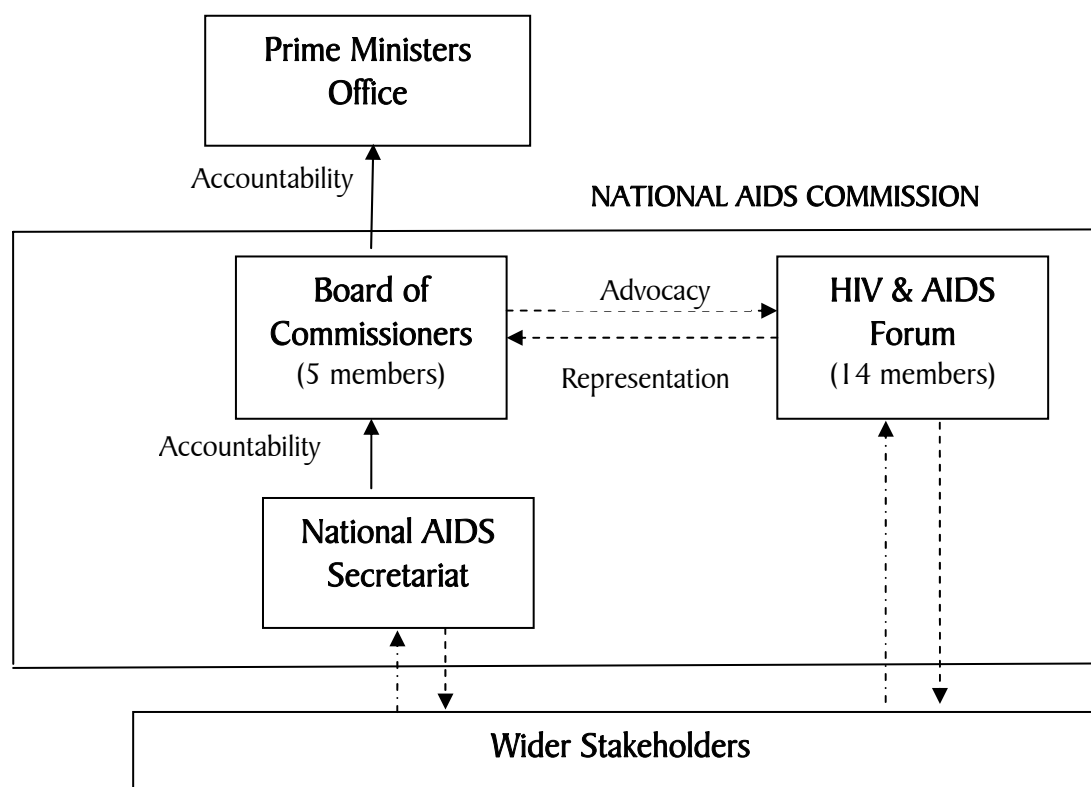 Prime Ministers
Office
Accountability
NATIONAL AIDS COMMISSION
Board of
Commissioners
(5 members)
Advocacy
Representation
HIV & AIDS
Forum
(14 members)
Accountability
National AIDS
Secretariat
Wider Stakeholders